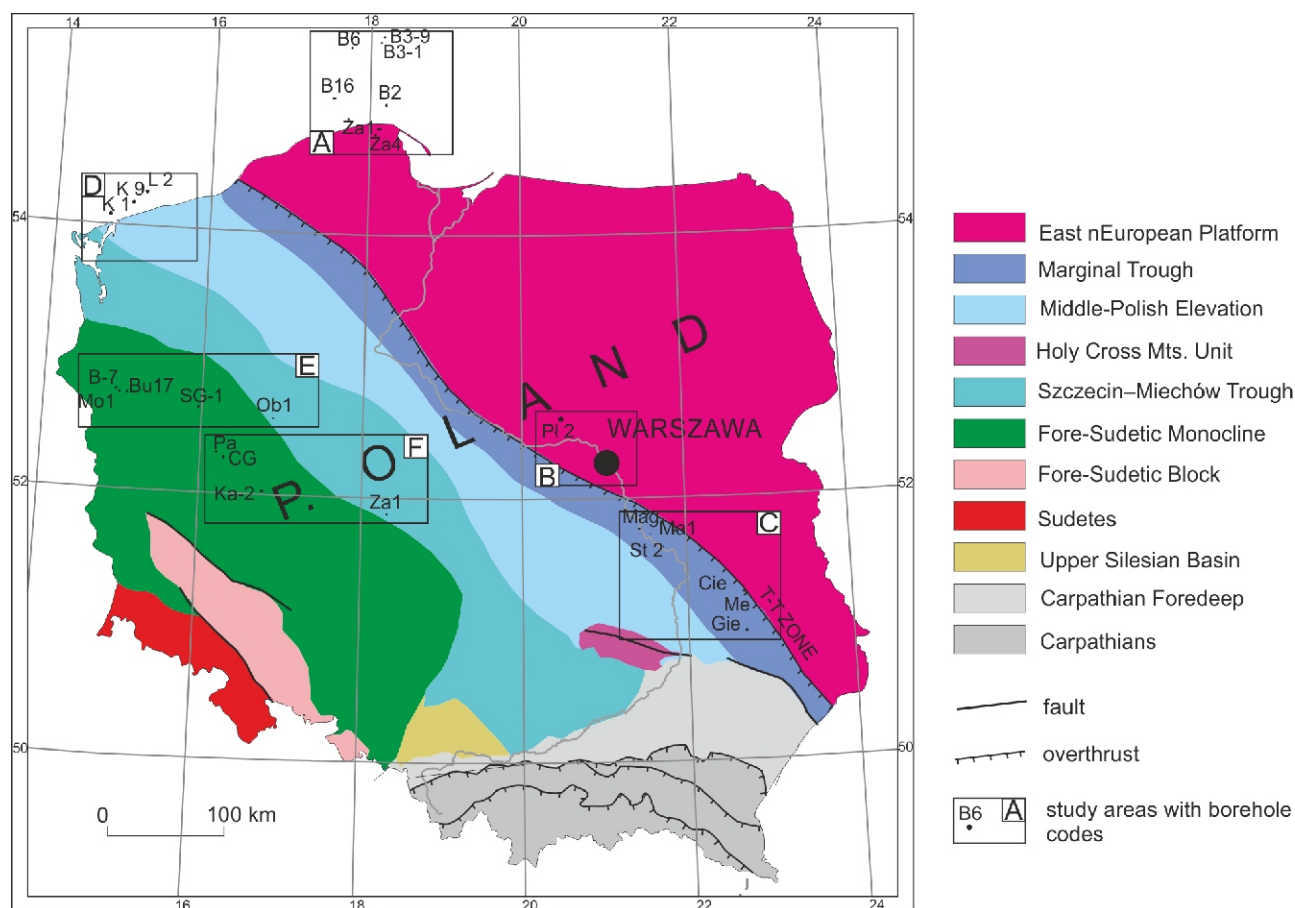 14
18
20
22
24
B6
B3-9
B3-1
B16
B2
Ża1
Ża4
A
D
L 2
K 9
K 1
54
54
E
B-7
Bu17
Mo1
SG-1
Ob1
F
Pa
CG
Ka-2
Za1
POLAND
Pi 2
WARSZAWA
B
52
52
C
Mag
Ma1
St 2
Cie
Me
Gie
T-T ZONE
50
50
0 100 km
16
18
20
22
24
East nEuropean Platform
Marginal Trough
Middle-Polish Elevation
Holy Cross Mts. Unit
Szczecin–Miechów Trough
Fore-Sudetic Monocline
Fore-Sudetic Block
Sudetes
Upper Silesian Basin
Carpathian Foredeep
Carpathians
fault
overthrust
B6 A study areas with borehole
codes